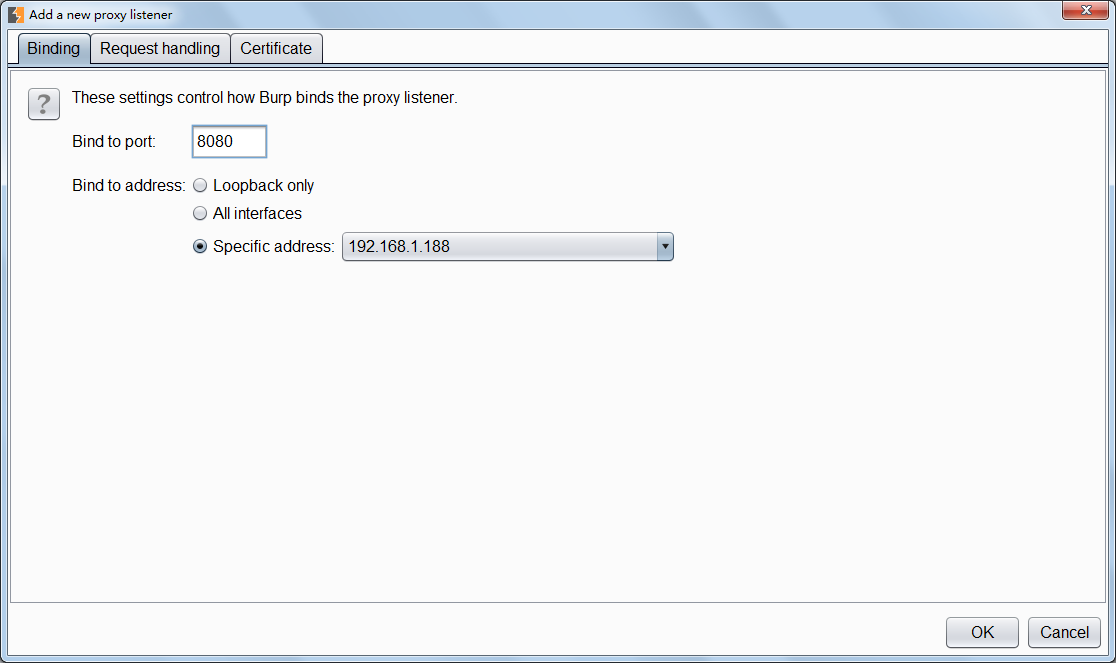 Add a new proxy listener
Binding Request handling Certificate
? These settings control how Burp binds the proxy listener.
Bind to port: 8080
Bind to address: Loopback only
All interfaces
Specific address: 192.168.1.188
OK Cancel